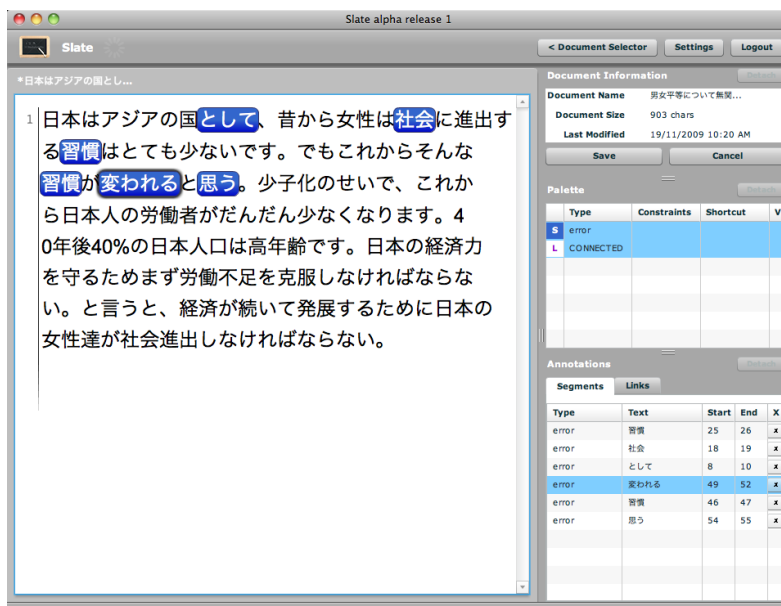 Slate alpha release 1
Slate
< Document Selector
Settings
Logout
*日本はアジアの国とし...
1
日本はアジアの国として、昔から女性は社会に進出す
る習慣はとても少ないです。でもこれからそんな
習慣が変われると思う。少子化のせいで、これか
ら日本人の労働者がだんだん少なくなります。4
0年後40%の日本人口は高年齢です。日本の経済力
を守るためまず労働不足を克服しなければならな
い。と言うと、経済が続いて発展するために日本の
女性達が社会進出しなければならない。
Document Information
Detach
Document Name 男女平等について無関...
Document Size 903 chars
Last Modified 19/11/2009 10:20 AM
Save Cancel
Palette
Detach
Type Constraints Shortcut V
S error
L CONNECTED
Annotations
Detach
Segments Links
Type Text Start End X
error 習慣 25 26 x
error 社会 18 19 x
error として 8 10 x
error 変われる 49 52 x
error 習慣 46 47 x
error 思う 54 55 x